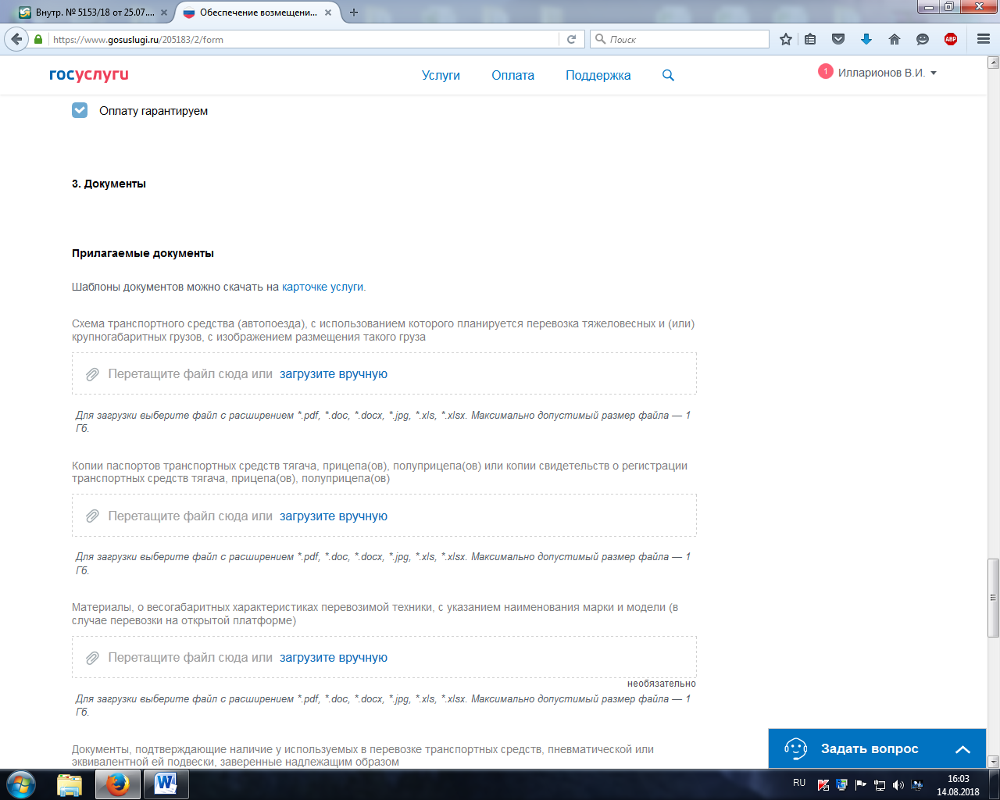 Внутр. № 5153/18 от 25.07....
Обеспечение возмещени...
https://www.gosuslugi.ru/205183/2/form
Поиск
ABP
госуслуги
Услуги
Оплата
Поддержка
1
Илларионов В.И.
Оплату гарантируем
3. Документы
Прилагаемые документы
Шаблоны документов можно скачать на карточке услуги.
Схема транспортного средства (автопоезда), с использованием которого планируется перевозка тяжеловесных и (или)
крупногабаритных грузов, с изображением размещения такого груза
Перетащите файл сюда или загрузите вручную
Для загрузки выберите файл с расширением *.pdf, *.doc, *.docx, *.jpg, *.xls, *.xlsx. Максимально допустимый размер файла — 1
Гб.
Копии паспортов транспортных средств тягача, прицепа(ов), полуприцепа(ов) или копии свидетельств о регистрации
транспортных средств тягача, прицепа(ов), полуприцепа(ов)
Перетащите файл сюда или загрузите вручную
Для загрузки выберите файл с расширением *.pdf, *.doc, *.docx, *.jpg, *.xls, *.xlsx. Максимально допустимый размер файла — 1
Гб.
Материалы, о весогабаритных характеристиках перевозимой техники, с указанием наименования марки и модели (в
случае перевозки на открытой платформе)
Перетащите файл сюда или загрузите вручную
необязательно
Для загрузки выберите файл с расширением *.pdf, *.doc, *.docx, *.jpg, *.xls, *.xlsx. Максимально допустимый размер файла — 1
Гб.
Документы, подтверждающие наличие у используемых в перевозке транспортных средств, пневматической или
эквивалентной ей подвески, заверенные надлежащим образом
Задать вопрос
RU
16:03
14.08.2018